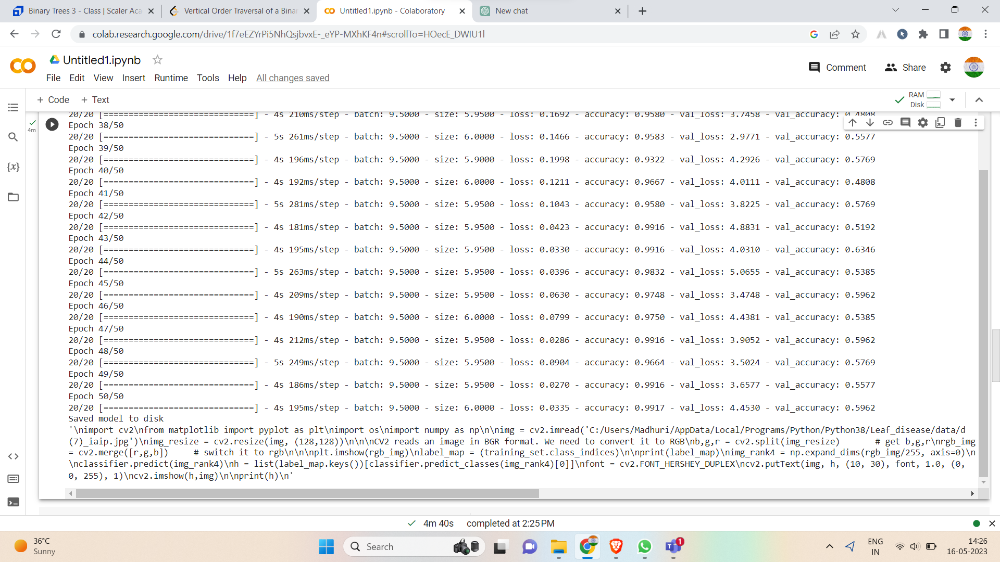 Binary Trees 3 - Class | Scaler Aca
Vertical Order Traversal of a Binar
Untitled1.ipynb - Colaboratory
New chat
colab.research.google.com/drive/1f7eEZYrPi5NhQsjbvxE-_eYP-MXhKF4n#scrollTo=HOecE_DWIU1l
Untitled1.ipynb
Comment
Share
File Edit View Insert Runtime Tools Help All changes saved
+ Code + Text
RAM
Disk
4m
20/20 [==============================] - 4s 210ms/step - batch: 9.5000 - size: 5.9500 - loss: 0.1692 - accuracy: 0.9580 - val_loss: 3.7458 - val_accuracy: 0.4808
Epoch 38/50
20/20 [==============================] - 5s 261ms/step - batch: 9.5000 - size: 6.0000 - loss: 0.1466 - accuracy: 0.9583 - val_loss: 2.9771 - val_accuracy: 0.5577
Epoch 39/50
20/20 [==============================] - 4s 196ms/step - batch: 9.5000 - size: 5.9000 - loss: 0.1998 - accuracy: 0.9322 - val_loss: 4.2926 - val_accuracy: 0.5769
Epoch 40/50
20/20 [==============================] - 4s 192ms/step - batch: 9.5000 - size: 6.0000 - loss: 0.1211 - accuracy: 0.9667 - val_loss: 4.0111 - val_accuracy: 0.4808
Epoch 41/50
20/20 [==============================] - 5s 281ms/step - batch: 9.5000 - size: 5.9500 - loss: 0.1043 - accuracy: 0.9580 - val_loss: 3.8225 - val_accuracy: 0.5769
Epoch 42/50
20/20 [==============================] - 4s 181ms/step - batch: 9.5000 - size: 5.9500 - loss: 0.0423 - accuracy: 0.9916 - val_loss: 4.8831 - val_accuracy: 0.5192
Epoch 43/50
20/20 [==============================] - 4s 195ms/step - batch: 9.5000 - size: 5.9500 - loss: 0.0330 - accuracy: 0.9916 - val_loss: 4.0310 - val_accuracy: 0.6346
Epoch 44/50
20/20 [==============================] - 5s 263ms/step - batch: 9.5000 - size: 5.9500 - loss: 0.0396 - accuracy: 0.9832 - val_loss: 5.0655 - val_accuracy: 0.5385
Epoch 45/50
20/20 [==============================] - 4s 209ms/step - batch: 9.5000 - size: 5.9500 - loss: 0.0630 - accuracy: 0.9748 - val_loss: 3.4748 - val_accuracy: 0.5962
Epoch 46/50
20/20 [==============================] - 4s 190ms/step - batch: 9.5000 - size: 6.0000 - loss: 0.0799 - accuracy: 0.9750 - val_loss: 4.4381 - val_accuracy: 0.5385
Epoch 47/50
20/20 [==============================] - 4s 212ms/step - batch: 9.5000 - size: 5.9500 - loss: 0.0286 - accuracy: 0.9916 - val_loss: 3.9052 - val_accuracy: 0.5962
Epoch 48/50
20/20 [==============================] - 5s 249ms/step - batch: 9.5000 - size: 5.9500 - loss: 0.0904 - accuracy: 0.9664 - val_loss: 3.5024 - val_accuracy: 0.5769
Epoch 49/50
20/20 [==============================] - 4s 186ms/step - batch: 9.5000 - size: 5.9500 - loss: 0.0270 - accuracy: 0.9916 - val_loss: 3.6577 - val_accuracy: 0.5577
Epoch 50/50
20/20 [==============================] - 4s 195ms/step - batch: 9.5000 - size: 6.0000 - loss: 0.0335 - accuracy: 0.9917 - val_loss: 4.4530 - val_accuracy: 0.5962
Saved model to disk
'\nimport cv2\nfrom matplotlib import pyplot as plt\nimport os\nimport numpy as np\n\nimg = cv2.imread('C:/Users/Madhuri/AppData/Local/Programs/Python/Python38/Leaf_disease/data/d
(7)_iaip.jpg')\nimg_resize = cv2.resize(img, (128,128))\n\n\nCV2 reads an image in BGR format. We need to convert it to RGB\nb,g,r = cv2.split(img_resize)       # get b,g,r\nrgb_img
= cv2.merge([r,g,b])     # switch it to rgb\n\n\nplt.imshow(rgb_img)\nlabel_map = (training_set.class_indices)\n\nprint(label_map)\nimg_rank4 = np.expand_dims(rgb_img/255, axis=0)\n
\nclassifier.predict(img_rank4)\nh = list(label_map.keys())[classifier.predict_classes(img_rank4)[0]]\nfont = cv2.FONT_HERSHEY_DUPLEX\ncv2.putText(img, h, (10, 30), font, 1.0, (0,
0, 255), 1)\ncv2.imshow(h,img)\n\nprint(h)\n'
4m 40s completed at 2:25 PM
36°C
Sunny
Search
1
ENG
IN
14:26
16-05-2023